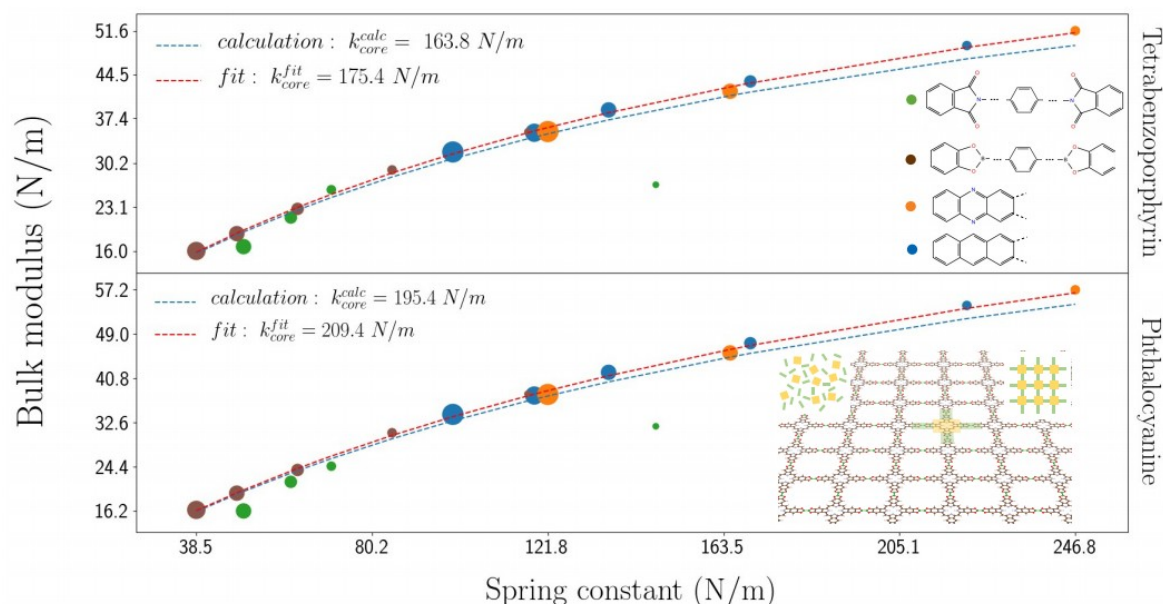 51.6
44.5
37.4
30.2
23.1
16.0
calculation : k_core^calc = 163.8 N/m
fit : k_core^fit = 175.4 N/m
Tetrabenzoporphyrin
57.2
49.0
40.8
32.6
24.4
16.2
calculation : k_core^calc = 195.4 N/m
fit : k_core^fit = 209.4 N/m
Phthalocyanine
Bulk modulus (N/m)
38.5 80.2 121.8 163.5 205.1 246.8
Spring constant (N/m)